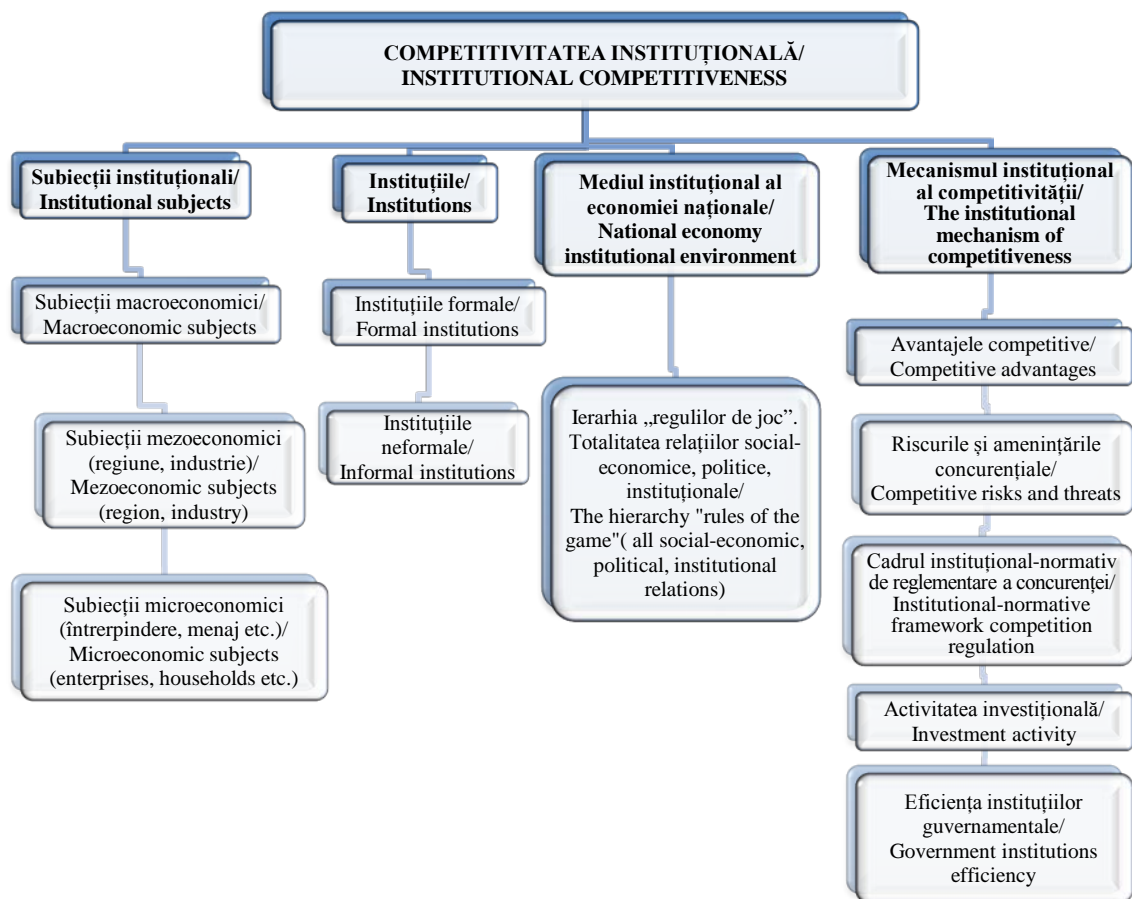 COMPETITIVITATEA INSTITUȚIONALĂ/
INSTITUTIONAL COMPETITIVENESS
Subiecții instituționali/
Institutional subjects
Subiecții macroeconomici/
Macroeconomic subjects
Subiecții mezoeconomici
(regiune, industrie)/
Mezoeconomic subjects
(region, industry)
Subiecții microeconomici
(întrerpindere, menaj etc.)/
Microeconomic subjects
(enterprises, households etc.)
Instituțiile/
Institutions
Instituțiile formale/
Formal institutions
Instituțiile
neformale/
Informal institutions
Mediul instituțional al
economiei naționale/
National economy
institutional environment
Ierarhia „regulilor de joc”.
Totalitatea relațiilor social-
economice, politice,
instituționale/
The hierarchy "rules of the
game"( all social-economic,
political, institutional
relations)
Mecanismul instituțional
al competitivității/
The institutional
mechanism of
competitiveness
Avantajele competitive/
Competitive advantages
Riscurile și amenințările
concurențiale/
Competitive risks and threats
Cadrul instituțional-normativ
de reglementare a concurenței/
Institutional-normative
framework competition
regulation
Activitatea investițională/
Investment activity
Eficiența instituțiilor
guvernamentale/
Government institutions
efficiency